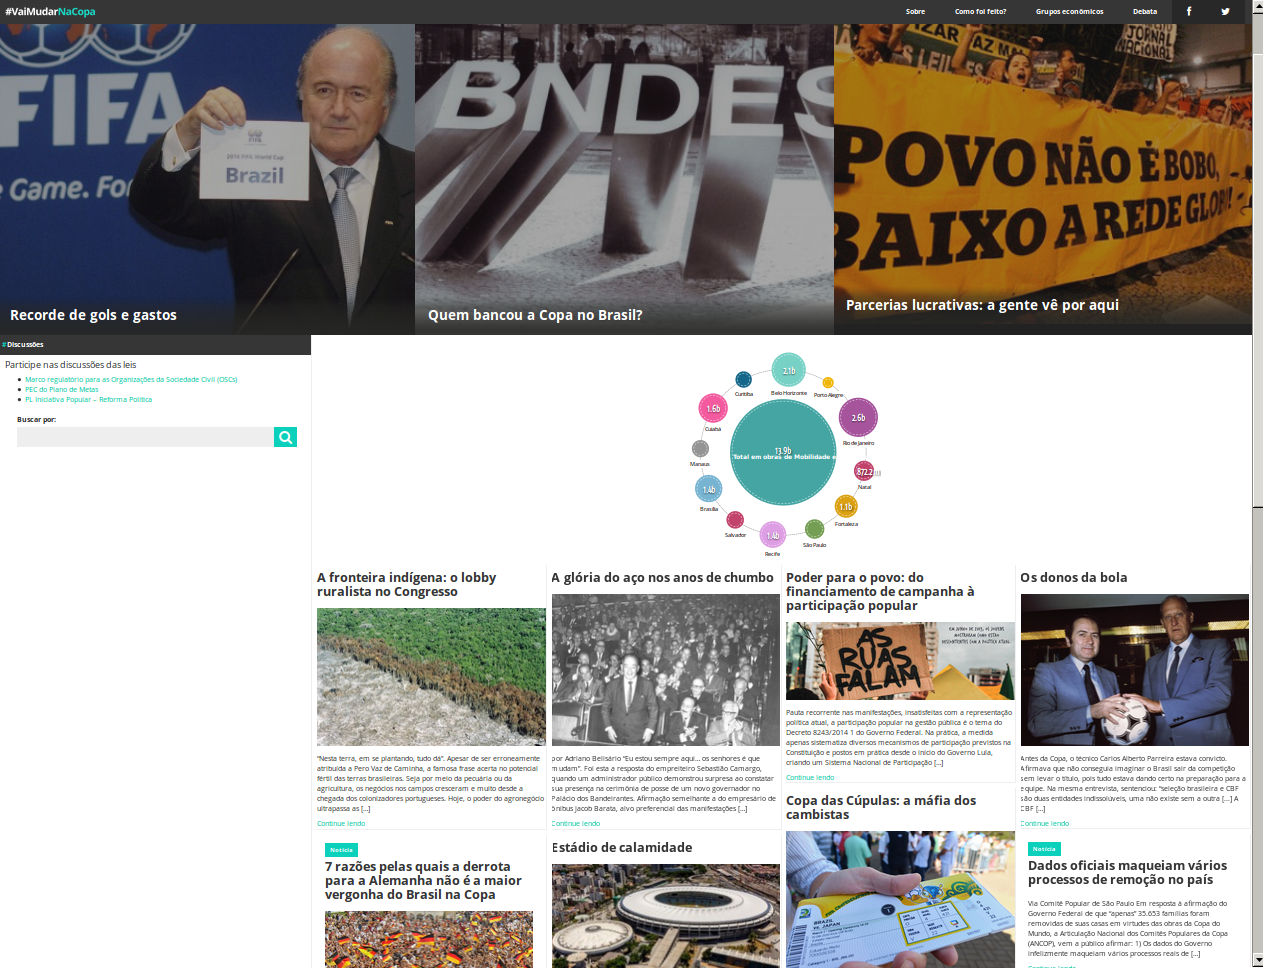 #VaiMudarNaCopa
Sobre
Como foi feito?
Grupos econômicos
Debata
FIFA
2014 FIFA World Cup
Brazil
Game. For
BNDES
JORNAL
NACIONAL
POVO NÃO É BOBO,
BAIXO A REDE GLOBO!
Recorde de gols e gastos
Quem bancou a Copa no Brasil?
Parcerias lucrativas: a gente vê por aqui
#Discussões
Participe nas discussões das leis
Marco regulatório para as Organizações da Sociedade Civil (OSCs)
PEC do Plano de Metas
PL Iniciativa Popular – Reforma Política
Buscar por:
2.1b
Belo Horizonte
Curitiba
Porto Alegre
1.6b
Cuiabá
2.6b
Rio de Janeiro
13.9b
Total em obras de Mobilidade e
Manaus
872.2m
Natal
1.4b
Brasília
1.1b
Fortaleza
Salvador
1.4b
Recife
São Paulo
A fronteira indígena: o lobby
ruralista no Congresso
“Nesta terra, em se plantando, tudo dá”. Apesar de ser erroneamente
atribuída a Pero Vaz de Caminha, a famosa frase acerta no potencial
fértil das terras brasileiras. Seja por meio da pecuária ou da
agricultura, os negócios nos campos cresceram e muito desde a
chegada dos colonizadores portugueses. Hoje, o poder do agronegócio
ultrapassa as [...]
Continue lendo
Notícia
7 razões pelas quais a derrota
para a Alemanha não é a maior
vergonha do Brasil na Copa
A glória do aço nos anos de chumbo
por Adriano Belisário “Eu estou sempre aqui... os senhores é que
mudam”. Foi esta a resposta do empreiteiro Sebastião Camargo,
quando um administrador público demonstrou surpresa ao constatar
sua presença na cerimônia de posse de um novo governador no
Palácio dos Bandeirantes. Afirmação semelhante a do empresário de
ônibus Jacob Barata, alvo preferencial das manifestações [...]
Continue lendo
Estádio de calamidade
Poder para o povo: do
financiamento de campanha à
participação popular
AS
RUAS
FALAM
EM JUNHO DE 2013, OS JOVENS
MOSTRARAM COMO ESTÃO
DESCONTENTES COM A POLÍTICA ATUAL.
Pauta recorrente nas manifestações, insatisfeitas com a representação
política atual, a participação popular na gestão pública é o tema do
Decreto 8243/2014 1 do Governo Federal. Na prática, a medida
apenas sistematiza diversos mecanismos de participação previstos na
Constituição e postos em prática desde o início do Governo Lula,
criando um Sistema Nacional de Participação [...]
Continue lendo
Copa das Cúpulas: a máfia dos
cambistas
BRAZIL
vs. JAPAN
Os donos da bola
Antes da Copa, o técnico Carlos Alberto Parreira estava convicto.
Afirmava que não conseguia imaginar o Brasil sair da competição
sem levar o título, pois tudo estava dando certo na preparação para a
equipe. Na mesma entrevista, sentenciou: “seleção brasileira e CBF
são duas entidades indissolúveis, uma não existe sem a outra [...] A
CBF [...]
Continue lendo
Notícia
Dados oficiais maqueiam vários
processos de remoção no país
Via Comitê Popular de São Paulo Em resposta à afirmação do
Governo Federal de que “apenas” 35.653 famílias foram
removidas de suas casas em virtudes das obras da Copa do
Mundo, a Articulação Nacional dos Comitês Populares da Copa
(ANCOP), vem a público afirmar: 1) Os dados do Governo
infelizmente maqueiam vários processos reais de [...]